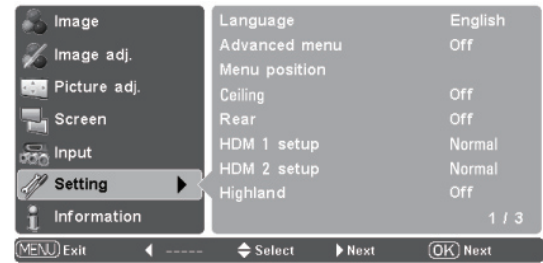 Image
Image adj.
Picture adj.
Screen
Input
Setting
Information
Language English
Advanced menu Off
Menu position
Ceiling Off
Rear Off
HDM 1 setup Normal
HDM 2 setup Normal
Highland Off
1 / 3
MENU Exit ----- Select Next OK Next